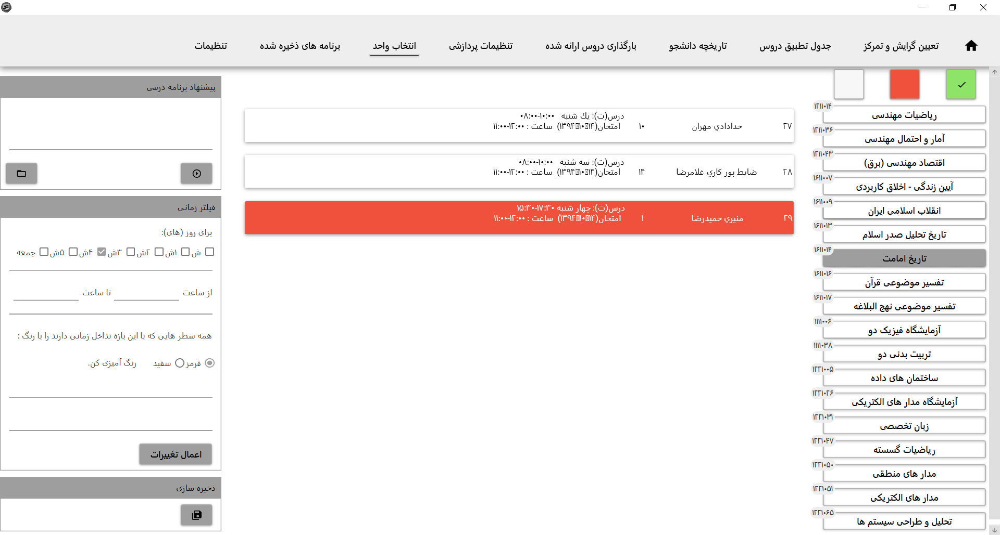 تعیین گرایش و تمرکز
جدول تطبیق دروس
تاریخچه دانشجو
بارگذاری دروس ارائه شده
تنظیمات پردازشی
انتخاب واحد
برنامه های ذخیره شده
تنظیمات
۱۲۱۱۰۱۴
ریاضیات مهندسی
۱۲۱۱۰۳۶
آمار و احتمال مهندسی
۱۲۱۱۰۴۳
اقتصاد مهندسی (برق)
۱۶۱۱۰۰۷
آیین زندگی - اخلاق کاربردی
۱۶۱۱۰۰۹
انقلاب اسلامی ایران
۱۶۱۱۰۱۳
تاریخ تحلیل صدر اسلام
۱۶۱۱۰۱۴
تاریخ امامت
۱۶۱۱۰۱۶
تفسیر موضوعی قرآن
۱۶۱۱۰۱۷
تفسیر موضوعی نهج البلاغه
۱۱۱۱۰۰۶
آزمایشگاه فیزیک دو
۱۱۱۱۰۳۸
تربیت بدنی دو
۱۲۲۱۰۰۵
ساختمان های داده
۱۲۲۱۰۲۶
آزمایشگاه مدار های الکتریکی
۱۲۲۱۰۳۱
زبان تخصصی
۱۲۲۱۰۴۷
ریاضیات گسسته
۱۲۲۱۰۵۰
مدار های منطقی
۱۲۲۱۰۵۱
مدار های الکتریکی
۱۲۲۱۰۶۵
تحلیل و طراحی سیستم ها
درس(ت): يك شنبه ۱۰:۰۰-۰۸:۰۰
۲۷ خدادادي مهران ۱۰ امتحان(۱۳۹۴▯۱۰▯۱۴) ساعت : ۱۲:۰۰-۱۱:۰۰
درس(ت): سه شنبه ۱۰:۰۰-۰۸:۰۰
۲۸ ضابط پور کاري غلامرضا ۱۴ امتحان(۱۳۹۴▯۱۰▯۱۴) ساعت : ۱۲:۰۰-۱۱:۰۰
درس(ت): چهار شنبه ۱۷:۳۰-۱۵:۳۰
۲۹ منيري حميدرضا ۱ امتحان(۱۳۹۴▯۱۰▯۱۴) ساعت : ۱۲:۰۰-۱۱:۰۰
پیشنهاد برنامه درسی
فیلتر زمانی
برای روز (های):
ش ۱ش ۲ش ۳ش ۴ش ۵ش جمعه
از ساعت تا ساعت
همه سطر هایی که با این بازه تداخل زمانی دارند را با رنگ :
قرمز سفید رنگ آمیزی کن.
اعمال تغییرات
ذخیره سازی